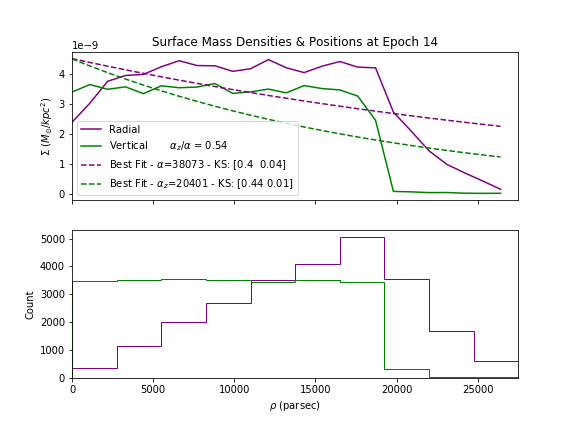 Surface Mass Densities & Positions at Epoch 14
1e−9
4
3
2
1
0
Σ (M⊙/kpc²)
Radial
Vertical αz/α = 0.54
Best Fit - α=38073 - KS: [0.4 0.04]
Best Fit - αz=20401 - KS: [0.44 0.01]
5000
4000
3000
2000
1000
0
Count
0 5000 10000 15000 20000 25000
ρ (parsec)